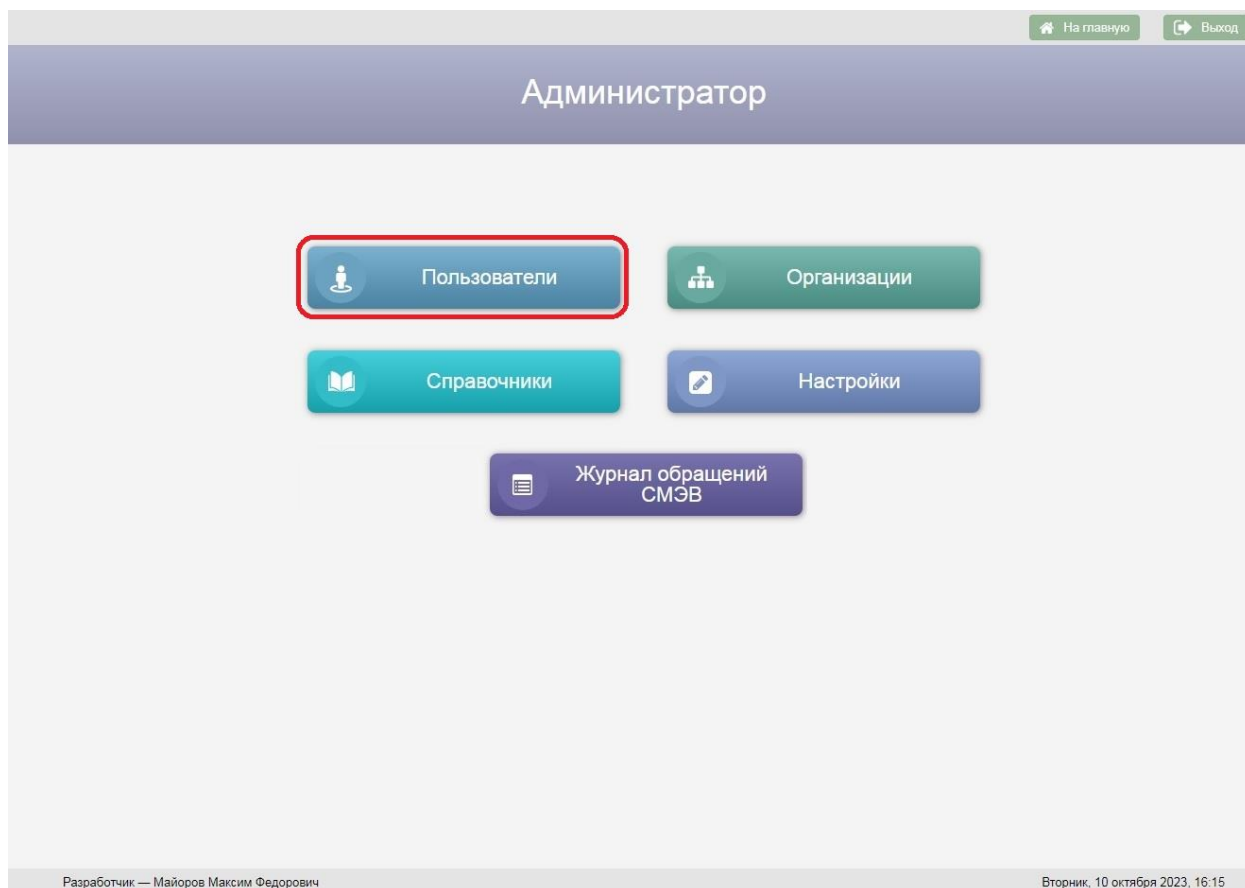 На главную
Выход
Администратор
Пользователи
Организации
Справочники
Настройки
Журнал обращений
СМЭВ
Разработчик — Майоров Максим Федорович
Вторник, 10 октября 2023, 16:15